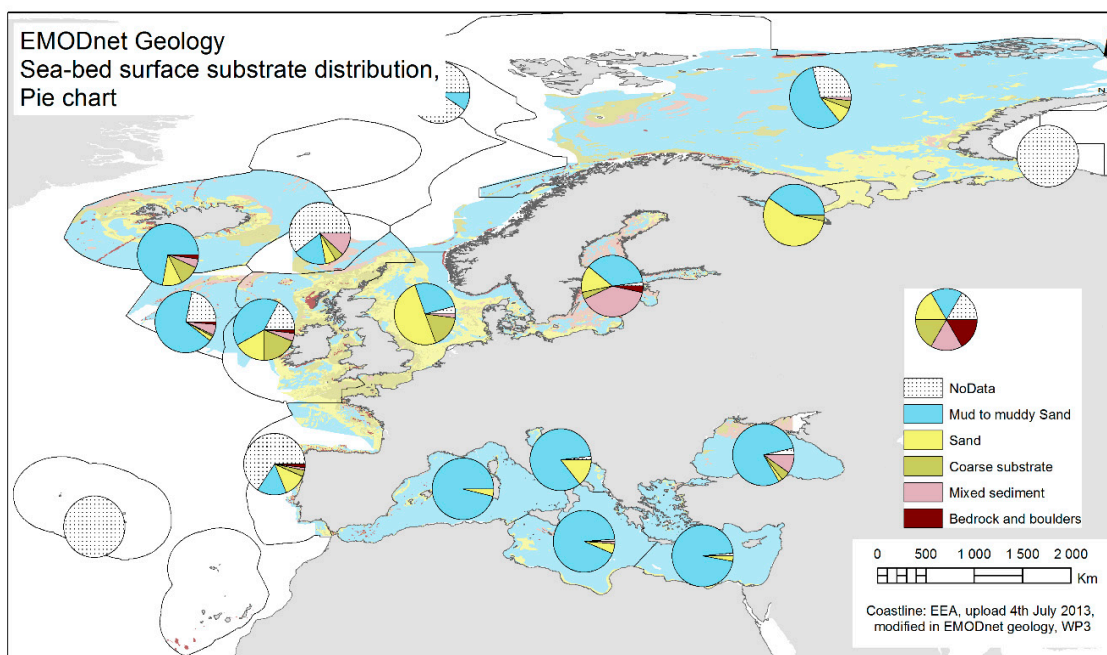 EMODnet Geology
Sea-bed surface substrate distribution,
Pie chart
z
NoData
Mud to muddy Sand
Sand
Coarse substrate
Mixed sediment
Bedrock and boulders
0 500 1 000 2 000
Km
Coastline: EEA, upload 4th July 2013,
modified in EMODnet geology, WP3